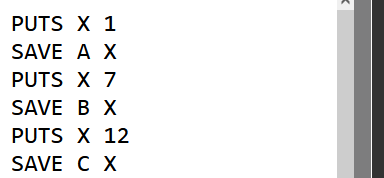 PUTS X 1
SAVE A X
PUTS X 7
SAVE B X
PUTS X 12
SAVE C X